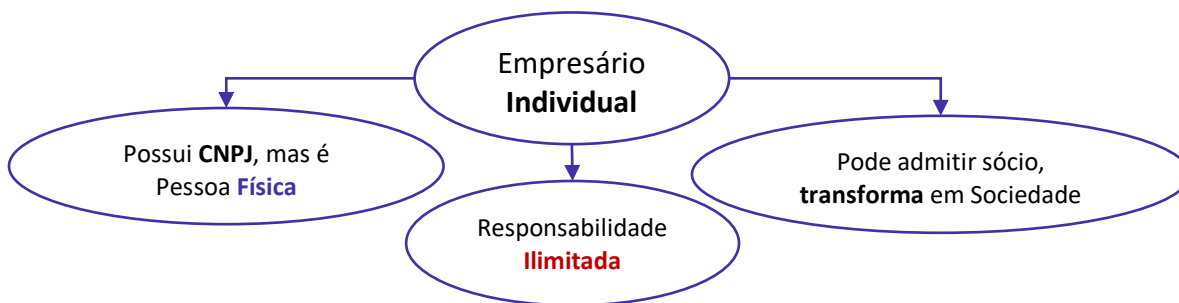 Empresário
Individual
Possui CNPJ, mas é
Pessoa Física
Responsabilidade
Ilimitada
Pode admitir sócio,
transforma em Sociedade